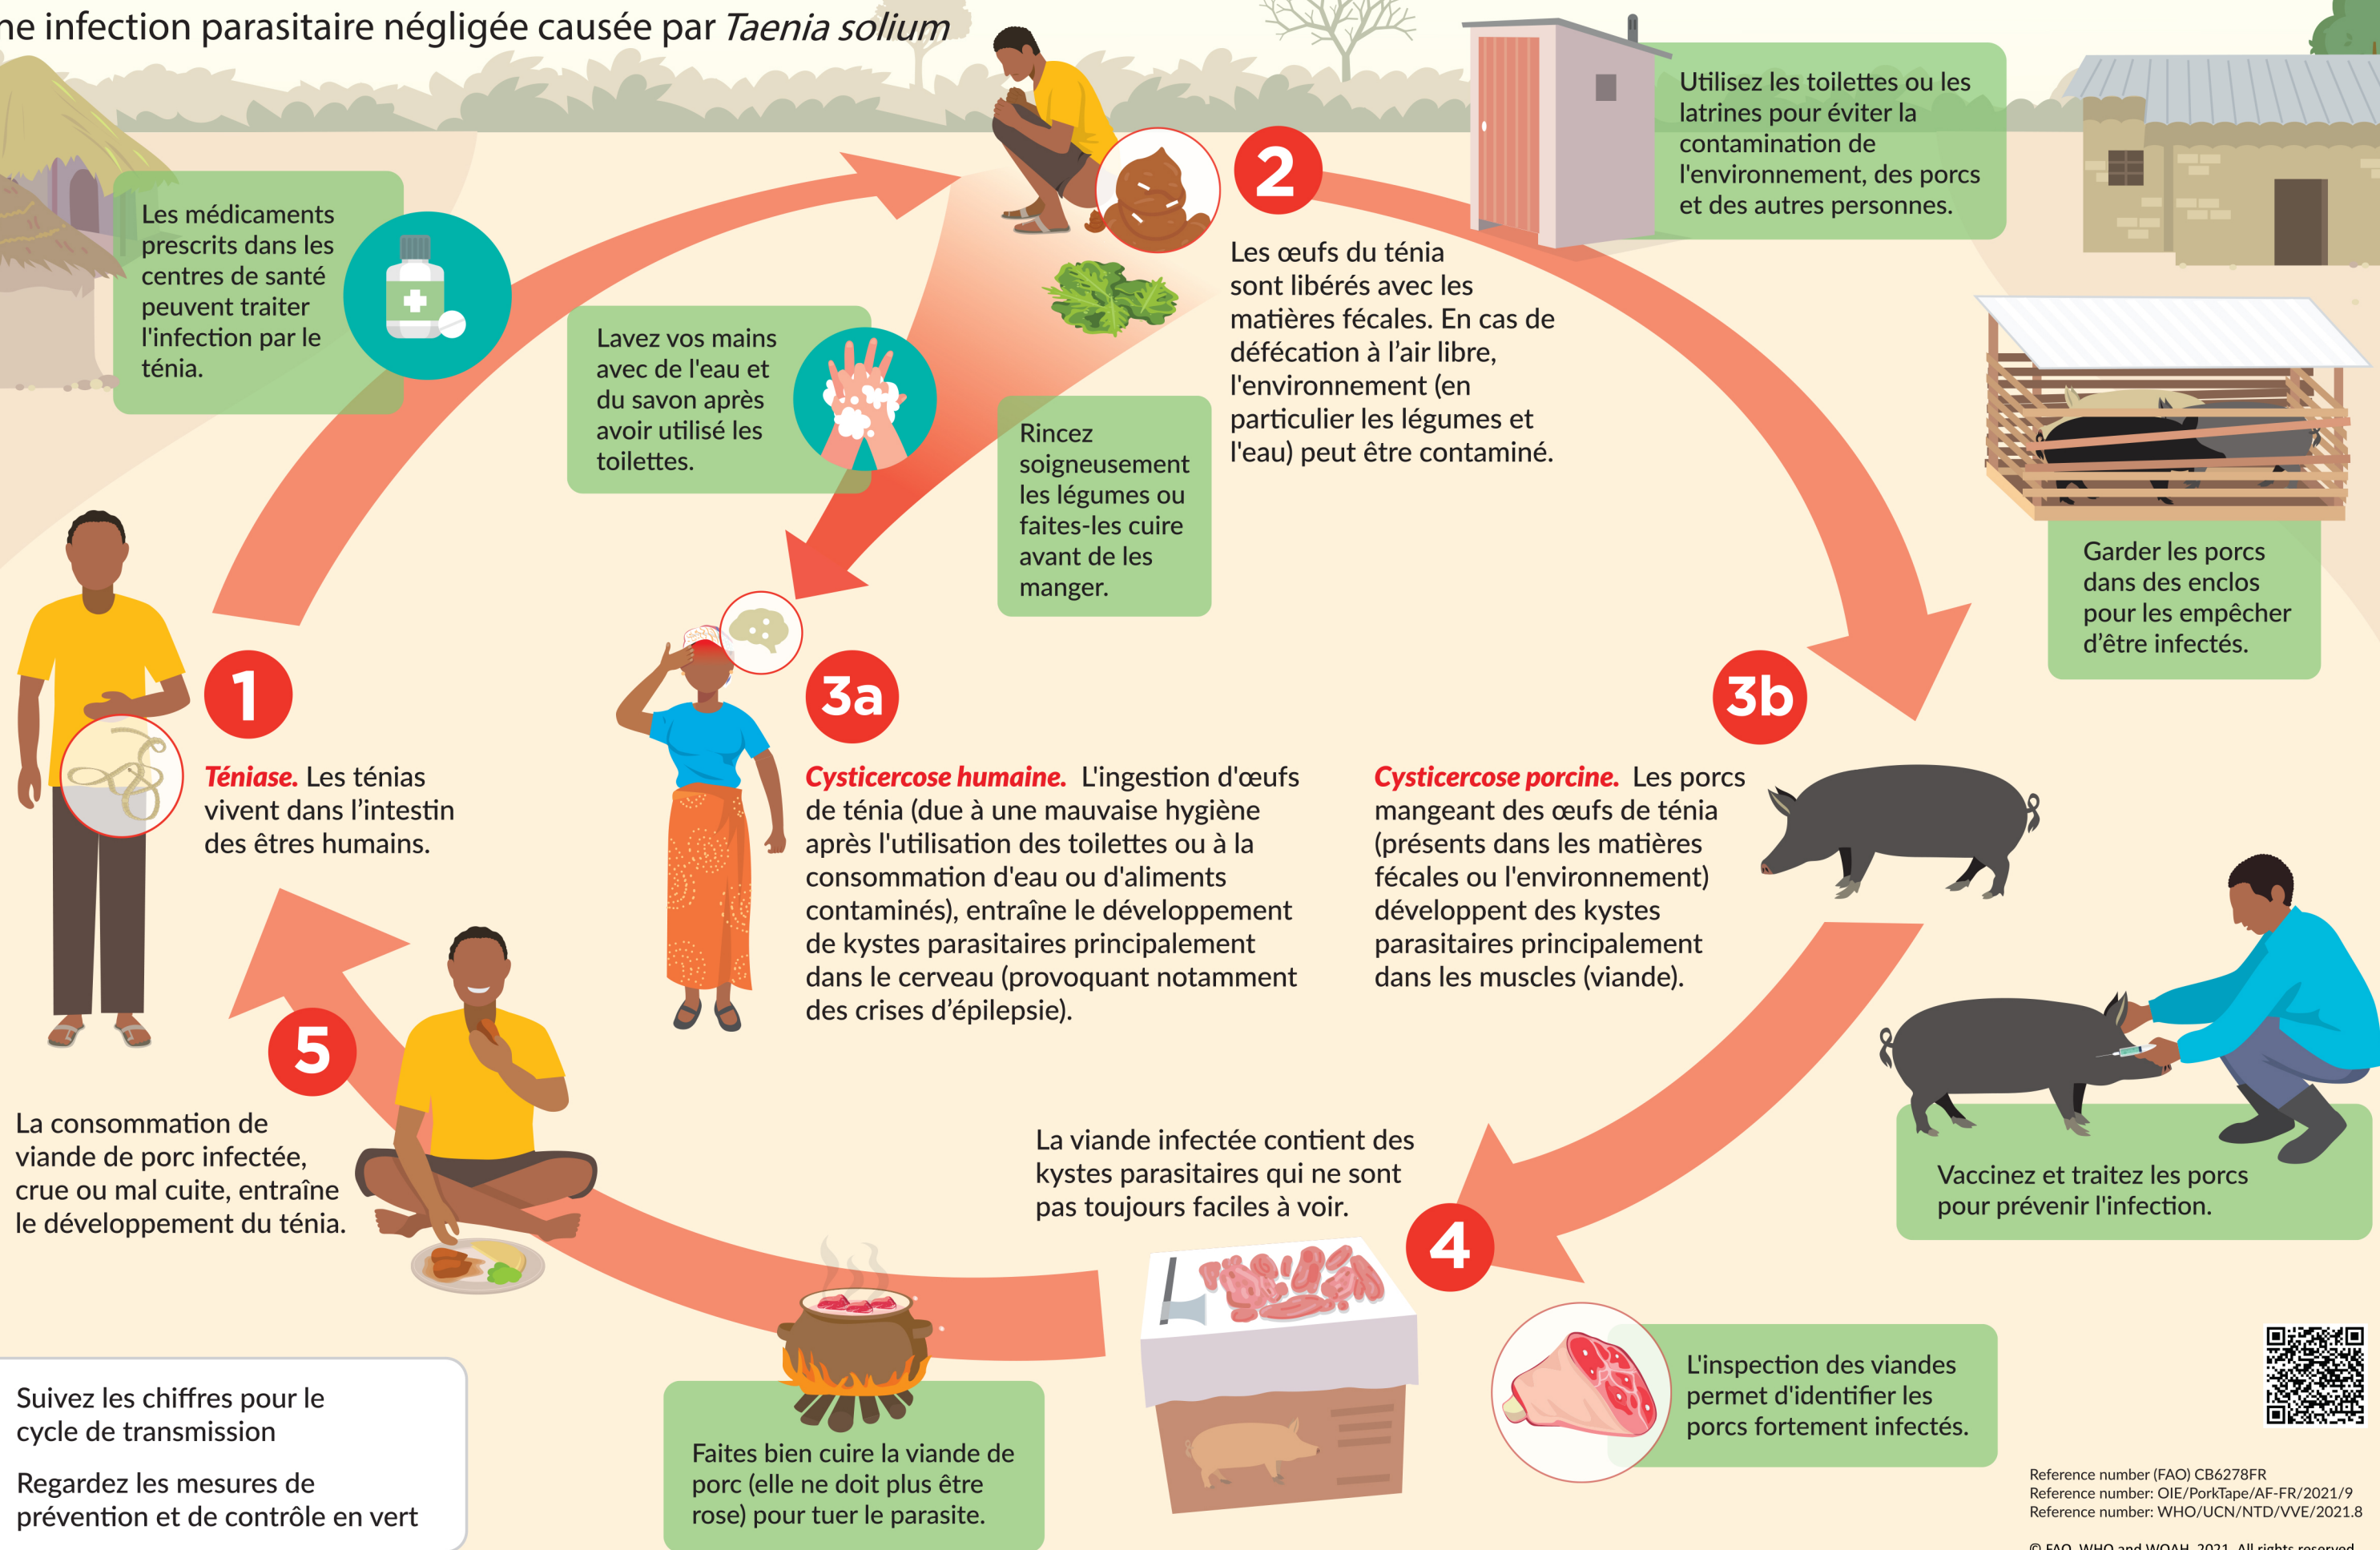 ne infection parasitaire négligée causée par Taenia solium
Utilisez les toilettes ou les
latrines pour éviter la
contamination de
l'environnement, des porcs
et des autres personnes.
Les médicaments
prescrits dans les
centres de santé
peuvent traiter
l'infection par le
ténia.
2
Lavez vos mains
avec de l'eau et
du savon après
avoir utilisé les
toilettes.
Les œufs du ténia
sont libérés avec les
matières fécales. En cas de
défécation à l’air libre,
l'environnement (en
particulier les légumes et
l'eau) peut être contaminé.
Rincez
soigneusement
les légumes ou
faites-les cuire
avant de les
manger.
Garder les porcs
dans des enclos
pour les empêcher
d’être infectés.
1
Téniase. Les ténias
vivent dans l’intestin
des êtres humains.
3a
Cysticercose humaine. L'ingestion d'œufs
de ténia (due à une mauvaise hygiène
après l'utilisation des toilettes ou à la
consommation d'eau ou d'aliments
contaminés), entraîne le développement
de kystes parasitaires principalement
dans le cerveau (provoquant notamment
des crises d’épilepsie).
3b
Cysticercose porcine. Les porcs
mangeant des œufs de ténia
(présents dans les matières
fécales ou l'environnement)
développent des kystes
parasitaires principalement
dans les muscles (viande).
Vaccinez et traitez les porcs
pour prévenir l'infection.
4
La viande infectée contient des
kystes parasitaires qui ne sont
pas toujours faciles à voir.
L'inspection des viandes
permet d'identifier les
porcs fortement infectés.
5
La consommation de
viande de porc infectée,
crue ou mal cuite, entraîne
le développement du ténia.
Faites bien cuire la viande de
porc (elle ne doit plus être
rose) pour tuer le parasite.
Suivez les chiffres pour le
cycle de transmission
Regardez les mesures de
prévention et de contrôle en vert
Reference number (FAO) CB6278FR
Reference number: OIE/PorkTape/AF-FR/2021/9
Reference number: WHO/UCN/NTD/VVE/2021.8
© FAO, WHO and WOAH, 2021. All rights reserved